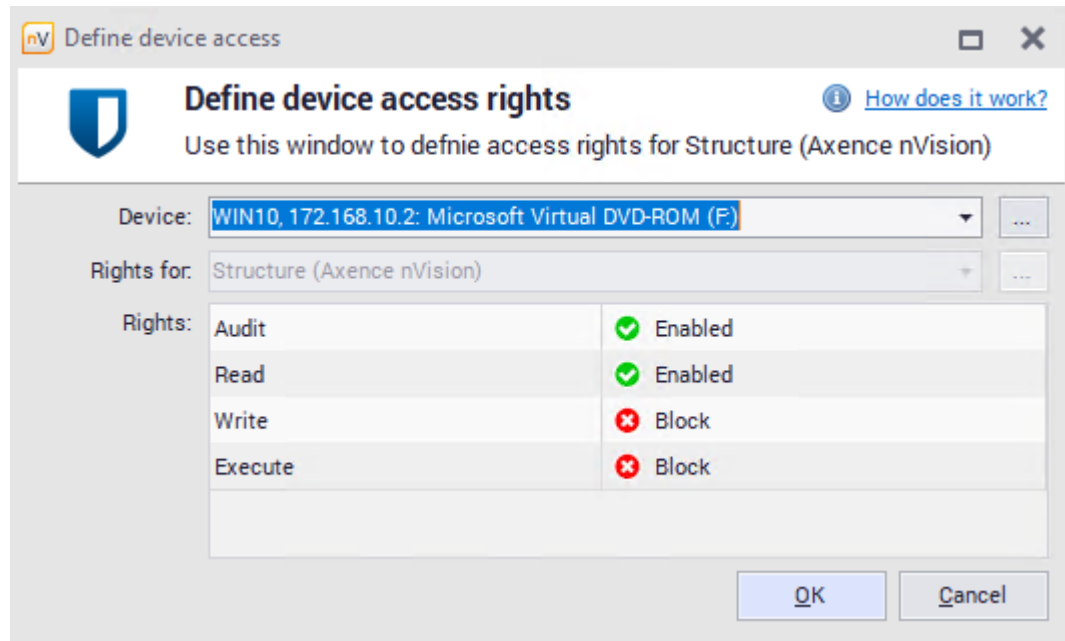 nV Define device access
Define device access rights
How does it work?
Use this window to defnie access rights for Structure (Axence nVision)
Device: WIN10, 172.168.10.2: Microsoft Virtual DVD-ROM (F:) ...
Rights for: Structure (Axence nVision) ...
Rights: Audit Enabled
Read Enabled
Write Block
Execute Block
OK Cancel